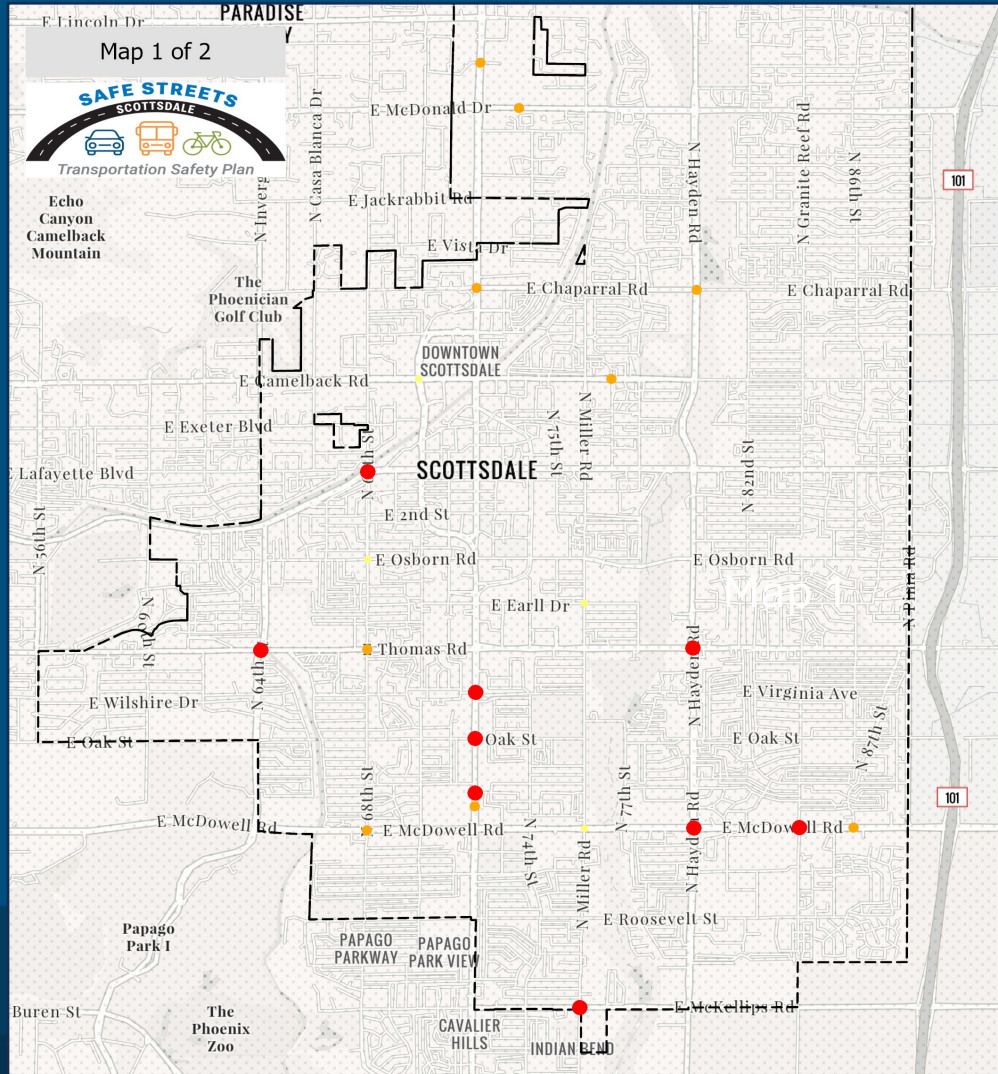 PARADISE
Y
E Lincoln Dr
Map 1 of 2
SAFE STREETS
SCOTTSDALE
Transportation Safety Plan
E McDonald Dr
N Casa Blanca Dr
N Inverg
N Hayden Rd
N Granite Reef Rd
N 86th St
101
Echo
Canyon
Camelback
Mountain
E Jackrabbit Rd
E Vista Dr
The
Phoenician
Golf Club
E Chaparral Rd
E Chaparral Rd
DOWNTOWN
SCOTTSDALE
E Camelback Rd
E Exeter Blvd
N 75th St
N Miller Rd
N 82nd St
E Lafayette Blvd
SCOTTSDALE
E 2nd St
N 56th St
E Osborn Rd
E Osborn Rd
N Pima Rd
Map 1
E Earll Dr
N 60th St
N 64th
E Thomas Rd
N Hayden Rd
E Wilshire Dr
E Virginia Ave
E Oak St
Oak St
E Oak St
N 87th St
N 68th St
N 77th St
101
E McDowell Rd
E McDowell Rd
E McDowell Rd
N 74th St
N Miller Rd
N Hayden Rd
E Roosevelt St
Papago
Park I
PAPAGO
PARKWAY
PAPAGO
PARK VIEW
Buren St
The
Phoenix
Zoo
E McKellips Rd
CAVALIER
HILLS
INDIAN BEND